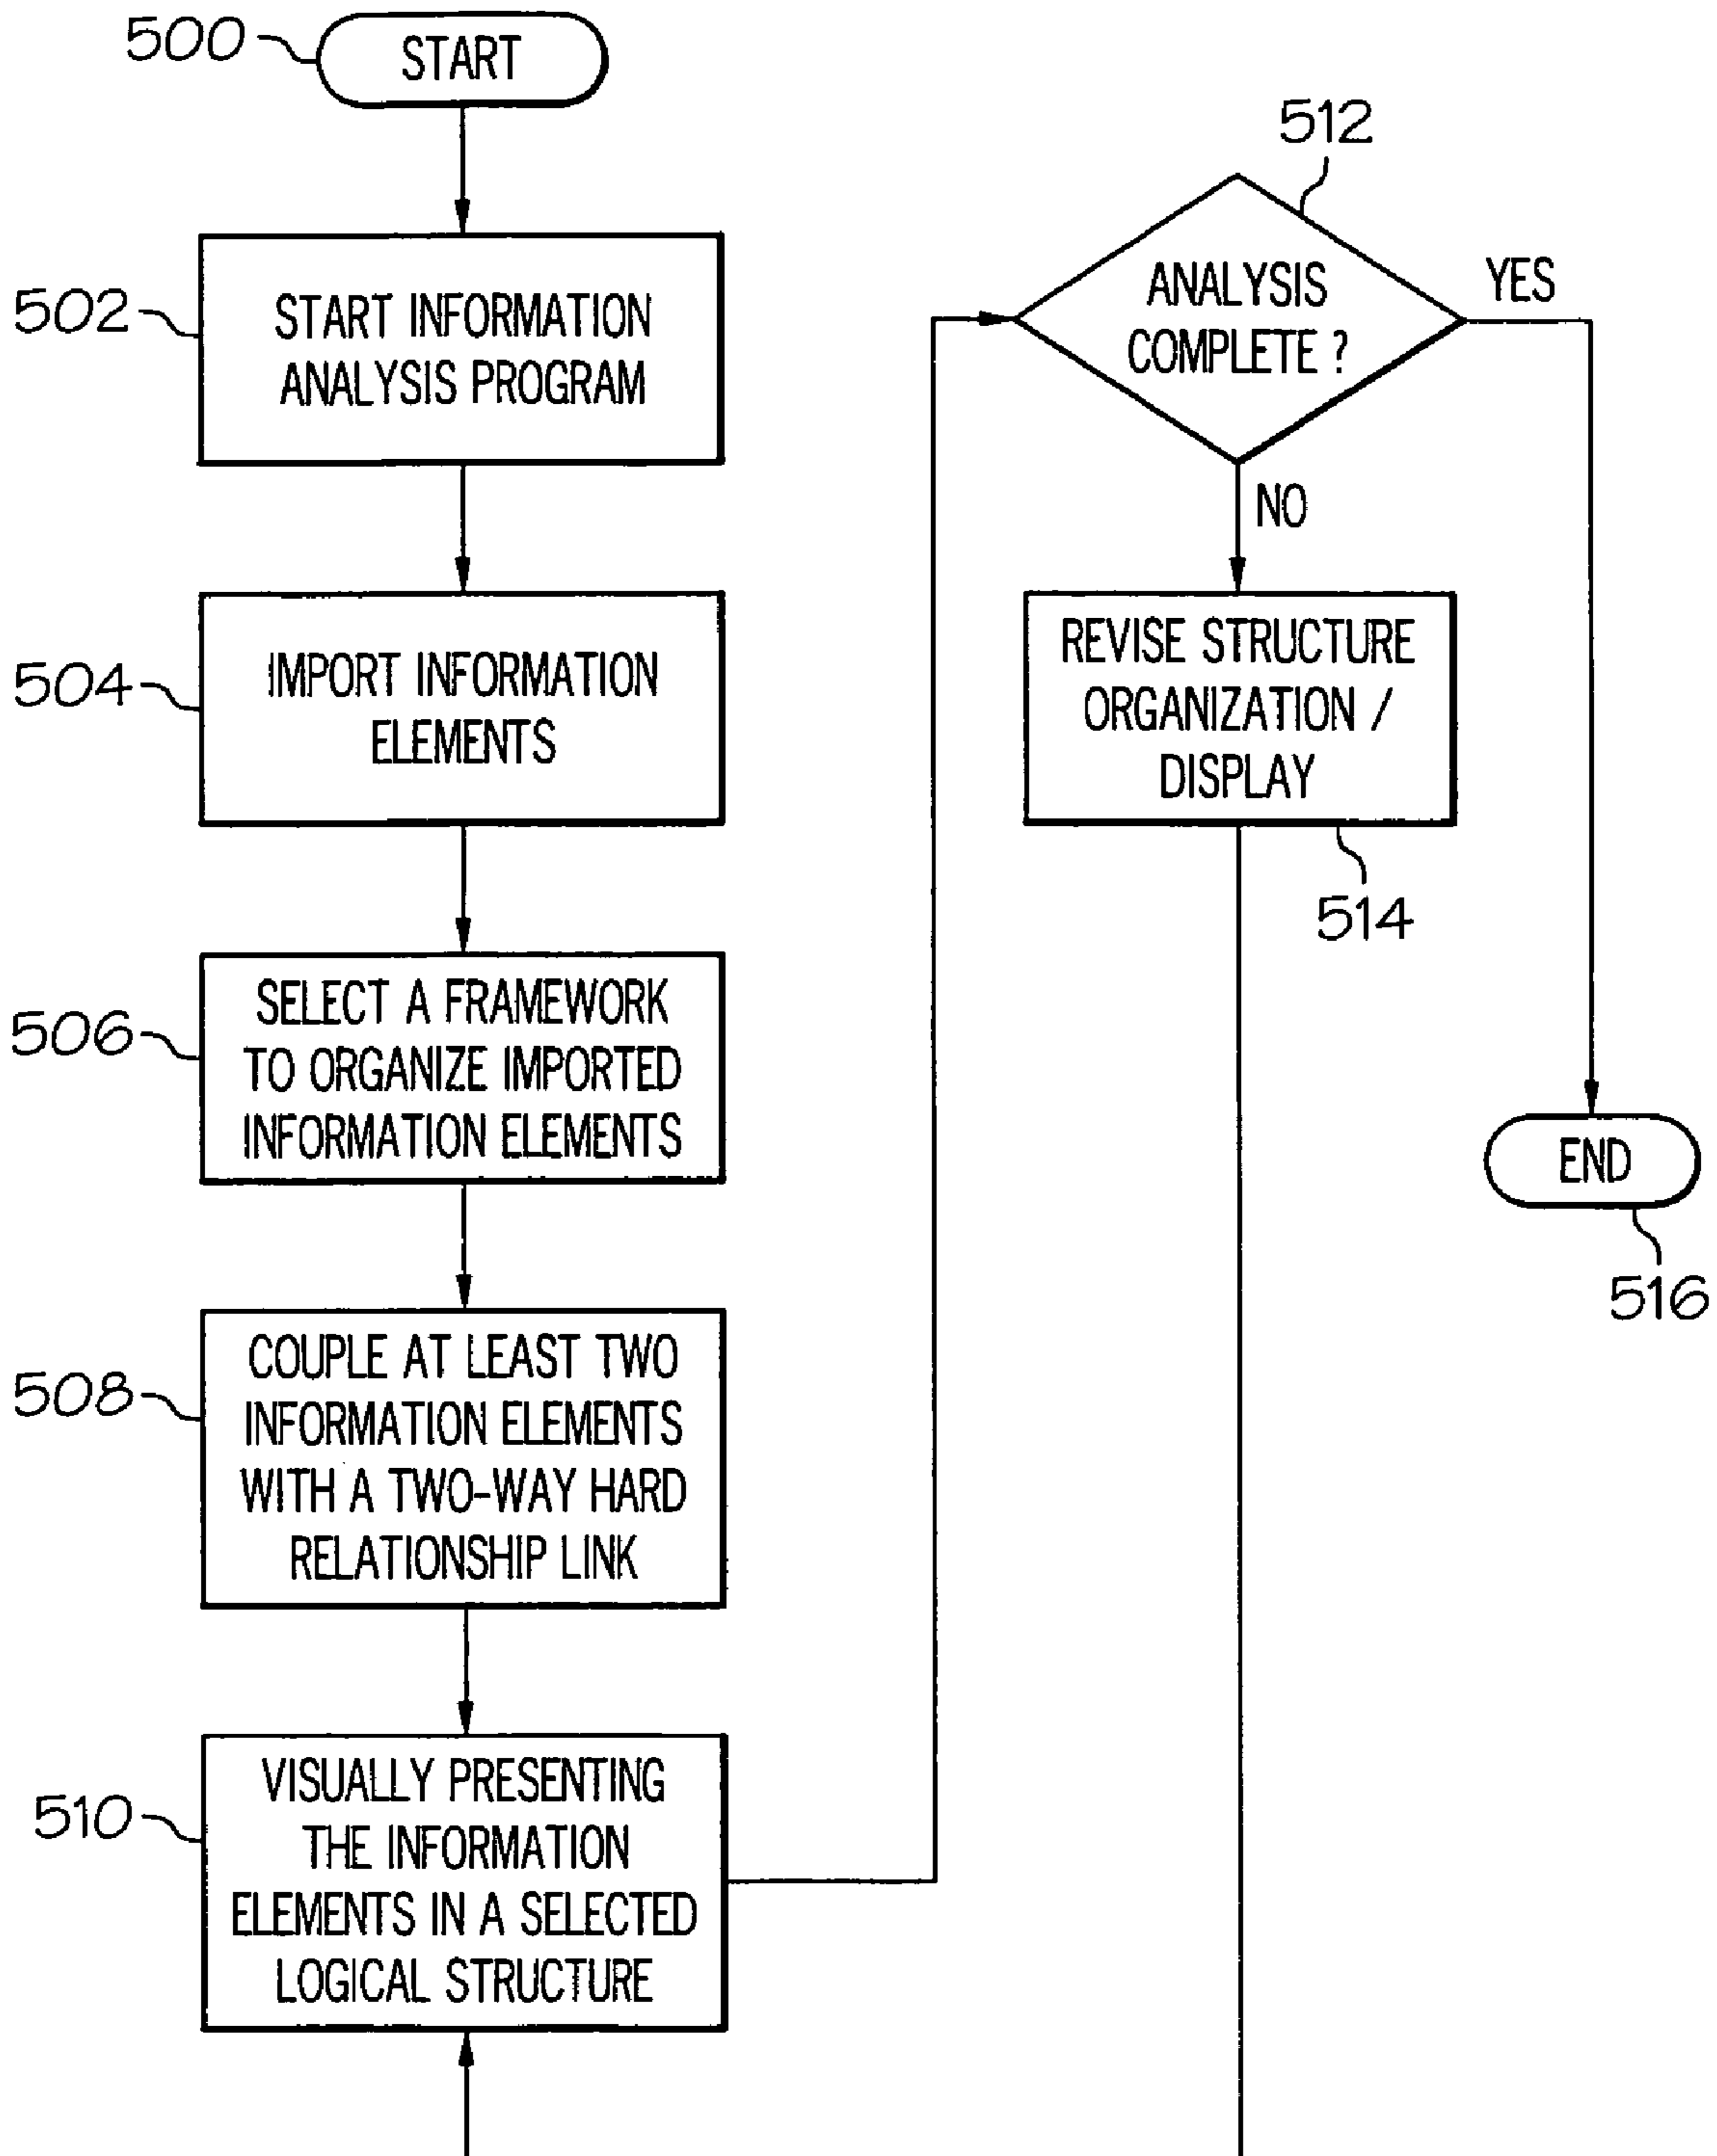 500
START
502
START INFORMATION
ANALYSIS PROGRAM
504
IMPORT INFORMATION
ELEMENTS
506
SELECT A FRAMEWORK
TO ORGANIZE IMPORTED
INFORMATION ELEMENTS
508
COUPLE AT LEAST TWO
INFORMATION ELEMENTS
WITH A TWO-WAY HARD
RELATIONSHIP LINK
510
VISUALLY PRESENTING
THE INFORMATION
ELEMENTS IN A SELECTED
LOGICAL STRUCTURE
512
ANALYSIS
COMPLETE ?
YES
NO
REVISE STRUCTURE
ORGANIZATION /
DISPLAY
514
END
516